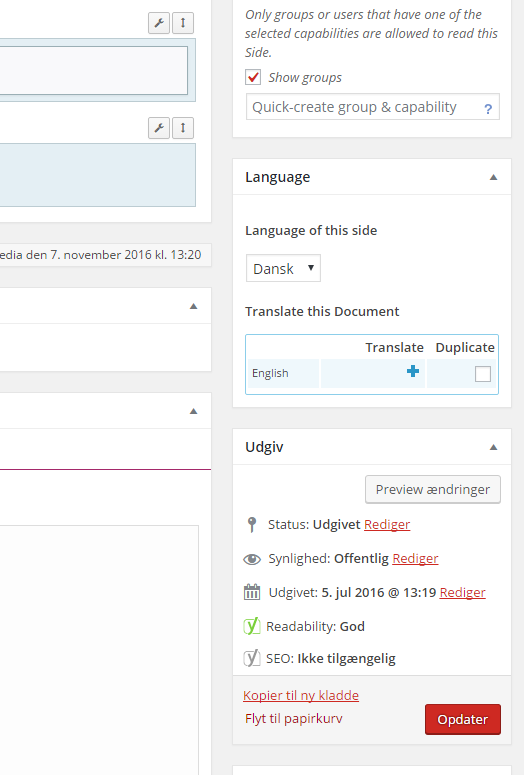 Only groups or users that have one of the
selected capabilities are allowed to read this
Side.
Show groups
Quick-create group & capability ?
edia den 7. november 2016 kl. 13:20
Language
Language of this side
Dansk
Translate this Document
Translate Duplicate
English
Udgiv
Preview ændringer
Status: Udgivet Rediger
Synlighed: Offentlig Rediger
Udgivet: 5. jul 2016 @ 13:19 Rediger
Readability: God
SEO: Ikke tilgængelig
Kopier til ny kladde
Flyt til papirkurv
Opdater